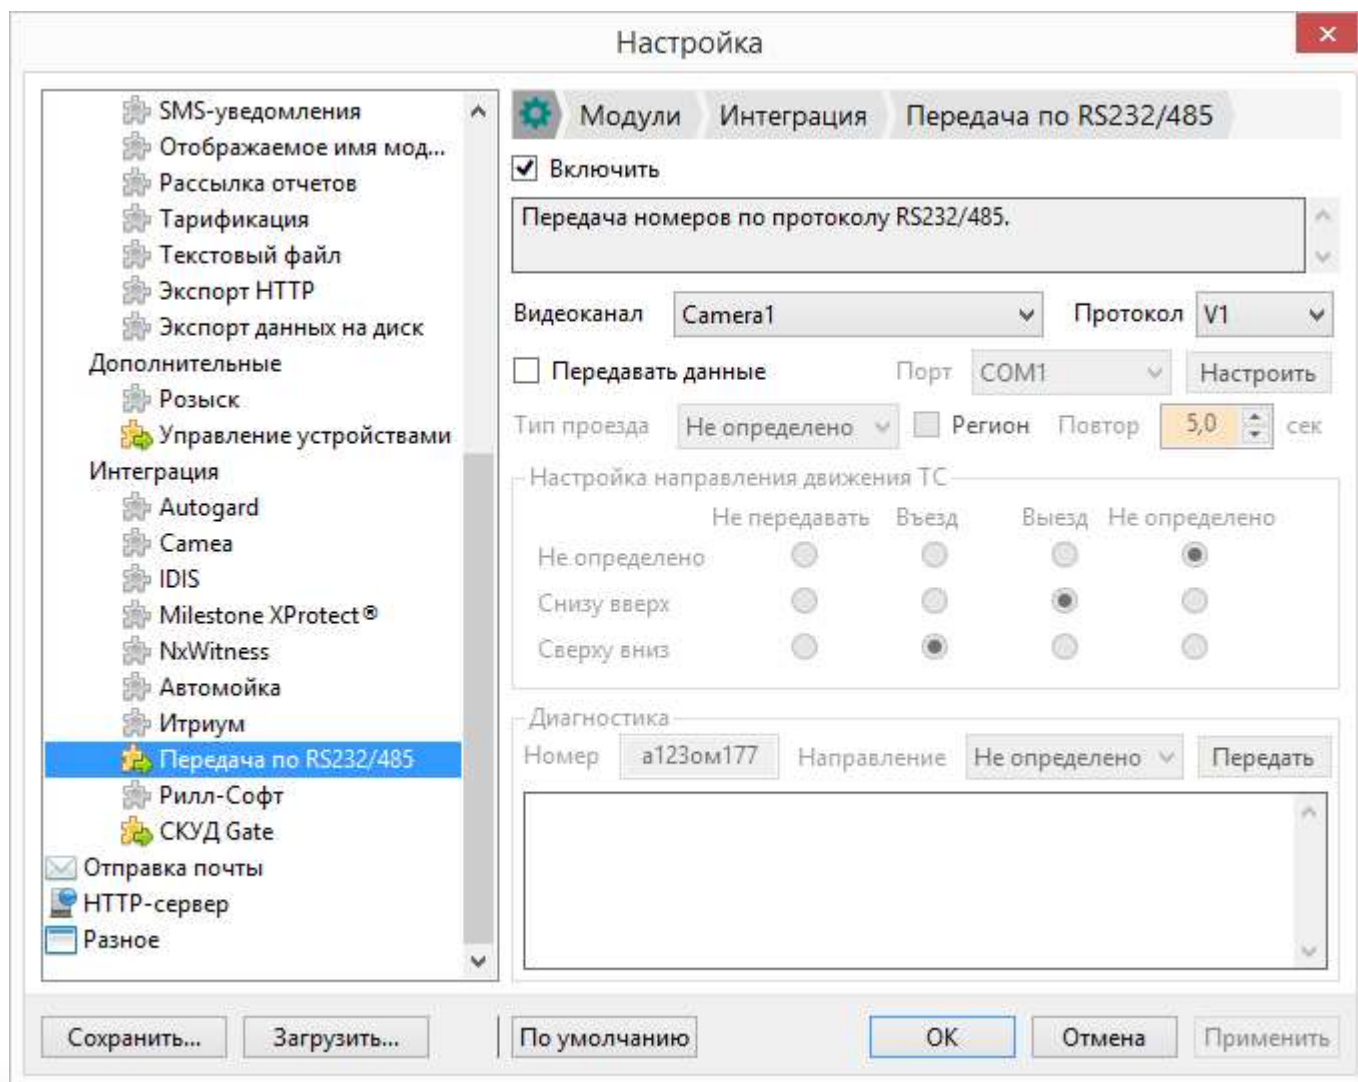 Настройка
SMS-уведомления
Отображаемое имя мод...
Рассылка отчетов
Тарификация
Текстовый файл
Экспорт HTTP
Экспорт данных на диск
Дополнительные
Розыск
Управление устройствами
Интеграция
Autogard
Camea
IDIS
Milestone XProtect®
NxWitness
Автомойка
Итриум
Передача по RS232/485
Рилл-Софт
СКУД Gate
Отправка почты
HTTP-сервер
Разное
Модули Интеграция Передача по RS232/485
Включить
Передача номеров по протоколу RS232/485.
Видеоканал Camera1 Протокол V1
Передавать данные Порт COM1 Настроить
Тип проезда Не определено Регион Повтор 5,0 сек
Настройка направления движения ТС
Не передавать Въезд Выезд Не определено
Не определено
Снизу вверх
Сверху вниз
Диагностика
Номер а123ом177 Направление Не определено Передать
Сохранить... Загрузить... По умолчанию OK Отмена Применить